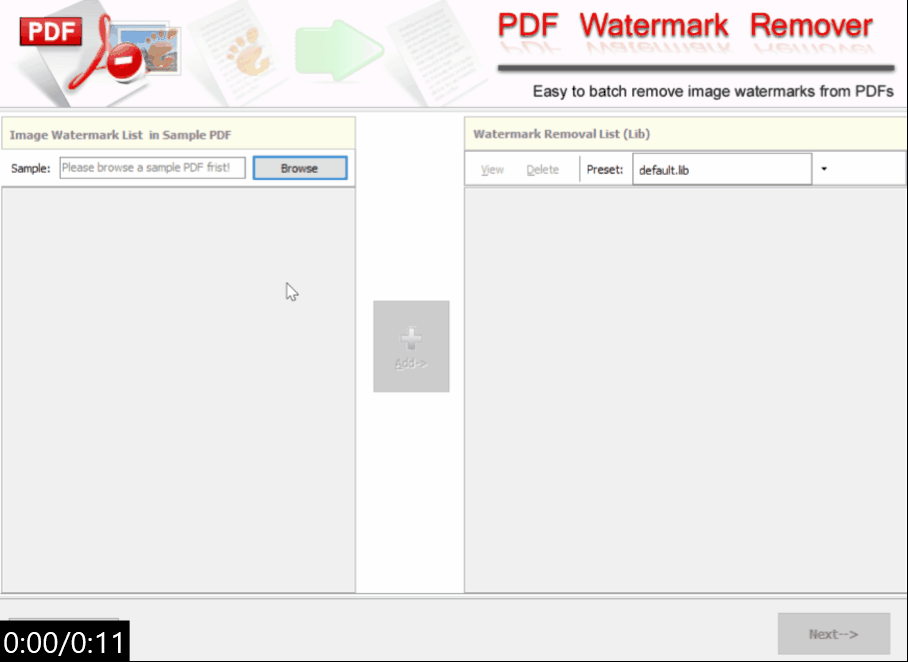 PDF
PDF Watermark Remover
Easy to batch remove image watermarks from PDFs
Image Watermark List in Sample PDF
Sample: Please browse a sample PDF frist! Browse
Watermark Removal List (Lib)
View Delete Preset: default.lib
Add->
Next-->
0:00/0:11